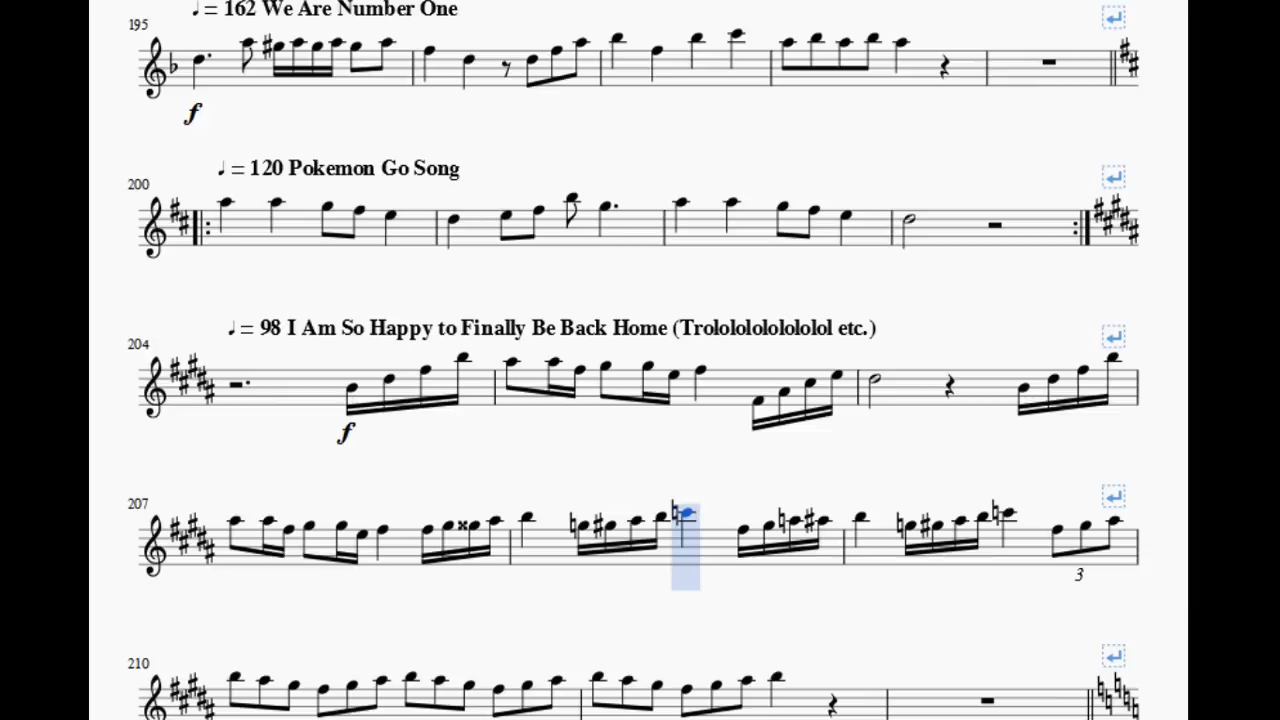 ♩ = 162 We Are Number One
195
f
♩ = 120 Pokemon Go Song
200
♩ = 98 I Am So Happy to Finally Be Back Home (Trolololololololol etc.)
204
f
207
3
210